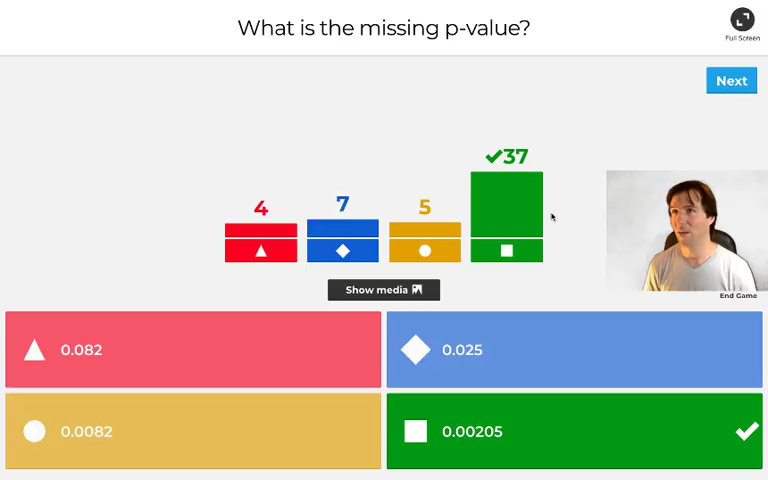 What is the missing p-value?
Full Screen
Next
4
7
5
37
Show media
End Game
0.082
0.025
0.0082
0.00205